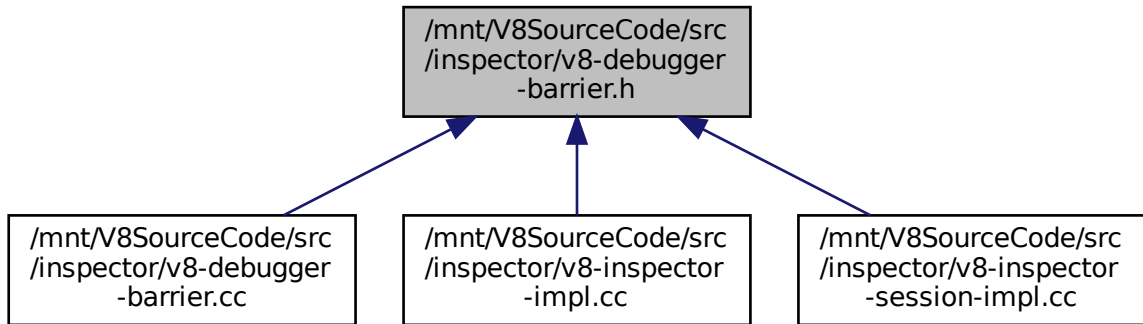 /mnt/V8SourceCode/src
/inspector/v8-debugger
-barrier.h
/mnt/V8SourceCode/src
/inspector/v8-debugger
-barrier.cc
/mnt/V8SourceCode/src
/inspector/v8-inspector
-impl.cc
/mnt/V8SourceCode/src
/inspector/v8-inspector
-session-impl.cc